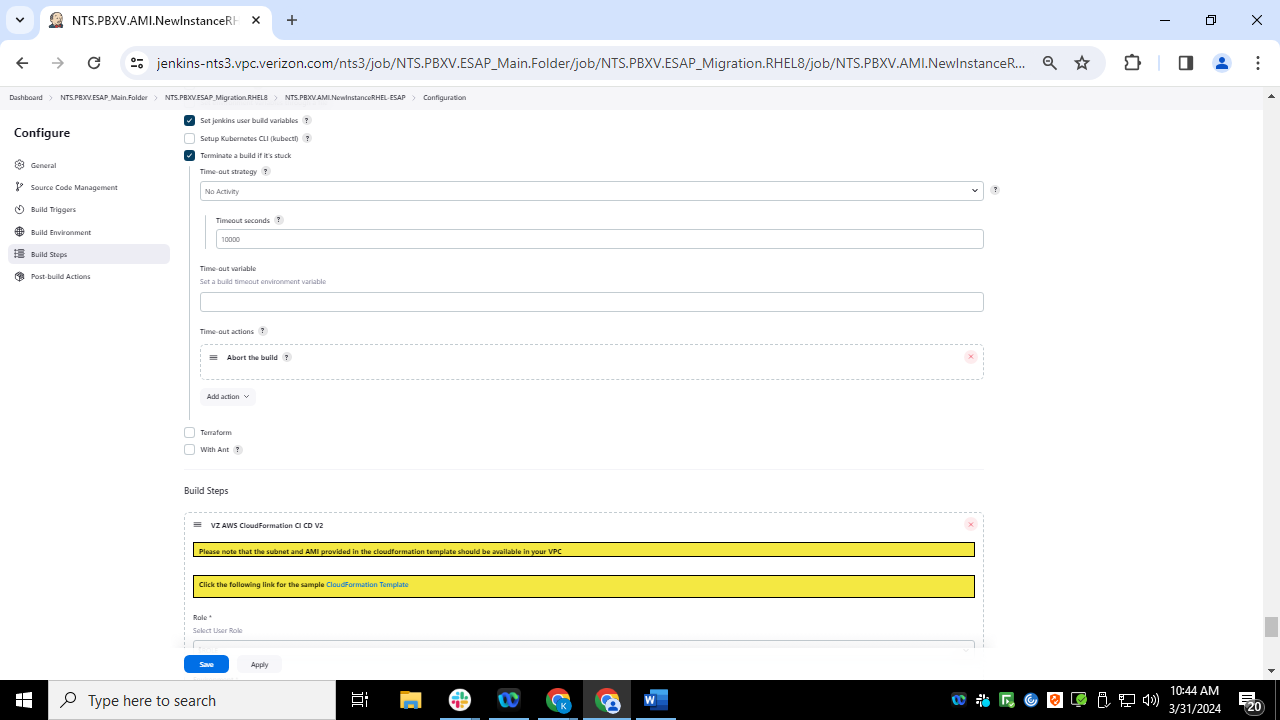 NTS.PBXV.AMI.NewInstanceRH
jenkins-nts3.vpc.verizon.com/nts3/job/NTS.PBXV.ESAP_Main.Folder/job/NTS.PBXV.ESAP_Migration.RHEL8/job/NTS.PBXV.AMI.NewInstanceR...
Dashboard > NTS.PBXV.ESAP_Main.Folder > NTS.PBXV.ESAP_Migration.RHEL8 > NTS.PBXV.AMI.NewInstanceRHEL-ESAP > Configuration
Configure
General
Source Code Management
Build Triggers
Build Environment
Build Steps
Post-build Actions
Set jenkins user build variables ?
Setup Kubernetes CLI (kubectl) ?
Terminate a build if it's stuck
Time-out strategy ?
No Activity ?
Timeout seconds ?
10000
Time-out variable
Set a build timeout environment variable
Time-out actions ?
Abort the build ?
Add action
Terraform
With Ant ?
Build Steps
VZ AWS CloudFormation CI CD V2
Please note that the subnet and AMI provided in the cloudformation template should be available in your VPC
Click the following link for the sample CloudFormation Template
Role *
Select User Role
Save Apply
Type here to search
10:44 AM
3/31/2024
20